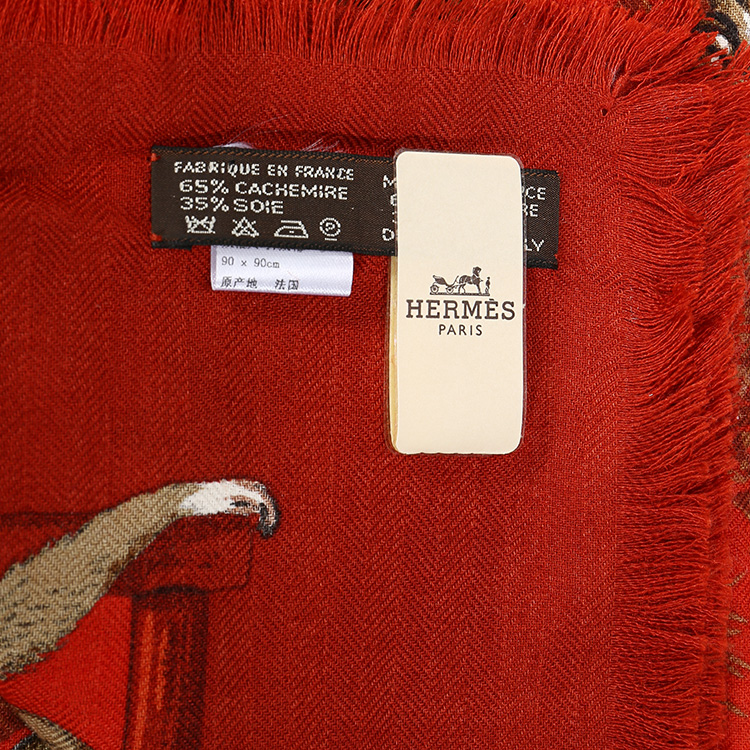 FABRIQUE EN FRANCE
65% CACHEMIRE
35% SOIE
90 x 90cm
原产地 法国
HERMÈS
PARIS